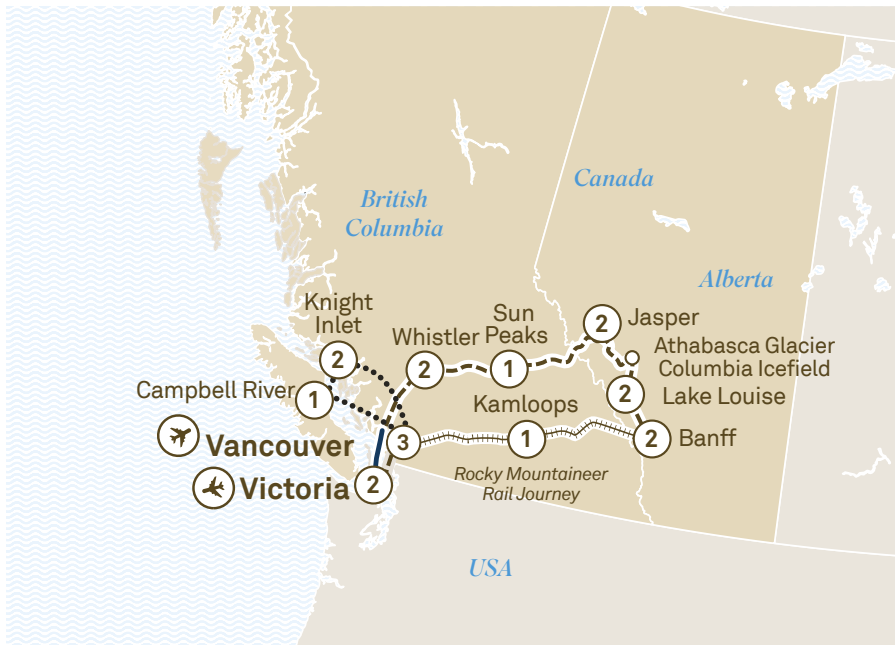 Canada
British
Columbia
Alberta
Knight
Inlet
2
Whistler
2
Sun
Peaks
1
2
Jasper
Athabasca Glacier
Columbia Icefield
Campbell River
1
2
Lake Louise
Kamloops
1
Vancouver
3
2
Banff
Rocky Mountaineer
Rail Journey
Victoria
2
USA